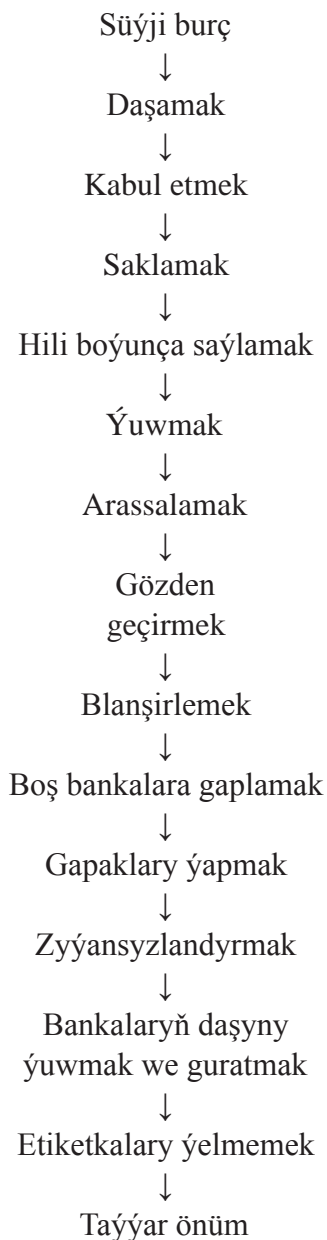 Süýji burç
↓
Daşamak
↓
Kabul etmek
↓
Saklamak
↓
Hili boýunça saýlamak
↓
Ýuwmak
↓
Arassalamak
↓
Gözden
geçirmek
↓
Blanşirlemek
↓
Boş bankalara gaplamak
↓
Gapaklary ýapmak
↓
Zyýansyzlandyrmak
↓
Bankalaryň daşyny
ýuwmak we guratmak
↓
Etiketkalary ýelmemek
↓
Taýýar önüm